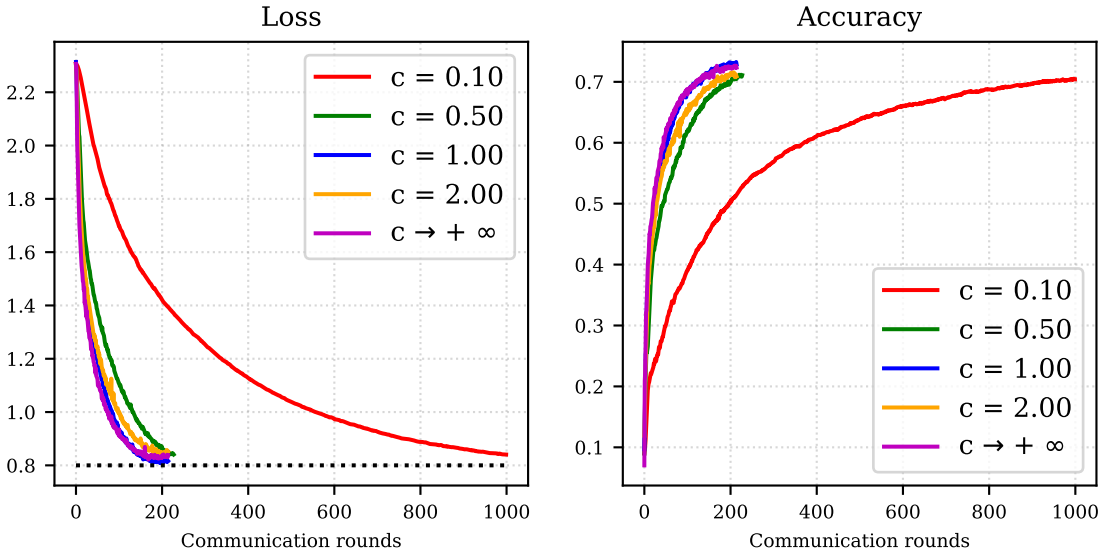 Loss
2.2
2.0
1.8
1.6
1.4
1.2
1.0
0.8
c = 0.10
c = 0.50
c = 1.00
c = 2.00
c → + ∞
0 200 400 600 800 1000
Communication rounds
Accuracy
0.7
0.6
0.5
0.4
0.3
0.2
0.1
c = 0.10
c = 0.50
c = 1.00
c = 2.00
c → + ∞
0 200 400 600 800 1000
Communication rounds